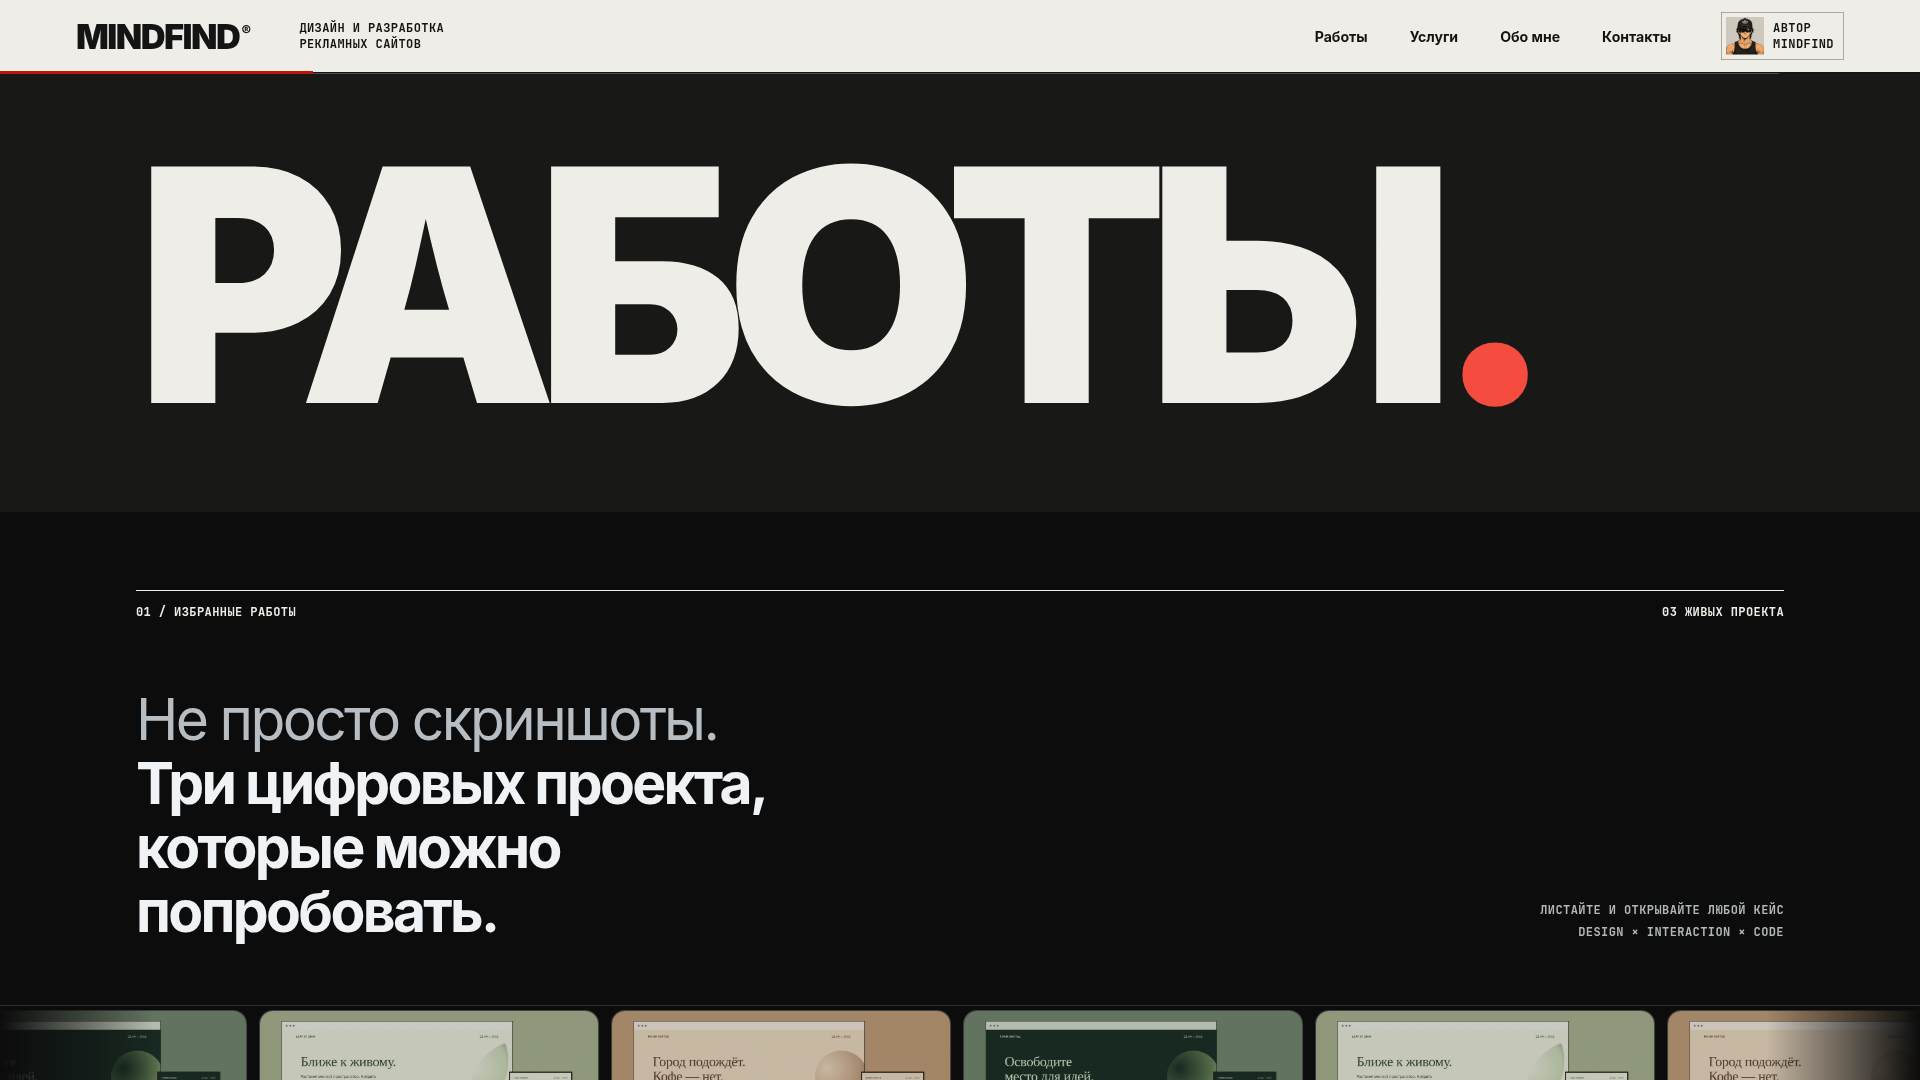 MINDFIND®
ДИЗАЙН И РАЗРАБОТКА
РЕКЛАМНЫХ САЙТОВ
Работы
Услуги
Обо мне
Контакты
АВТОР
MINDFIND
РАБОТЫ.
01 / ИЗБРАННЫЕ РАБОТЫ
03 ЖИВЫХ ПРОЕКТА
Не просто скриншоты.
Три цифровых проекта,
которые можно
попробовать.
ЛИСТАЙТЕ И ОТКРЫВАЙТЕ ЛЮБОЙ КЕЙС
DESIGN × INTERACTION × CODE
Ближе к живому.
Город подождёт.
Кофе — нет.
Освободите
место для идей.
Ближе к живому.
Город подождёт.
Кофе — нет.